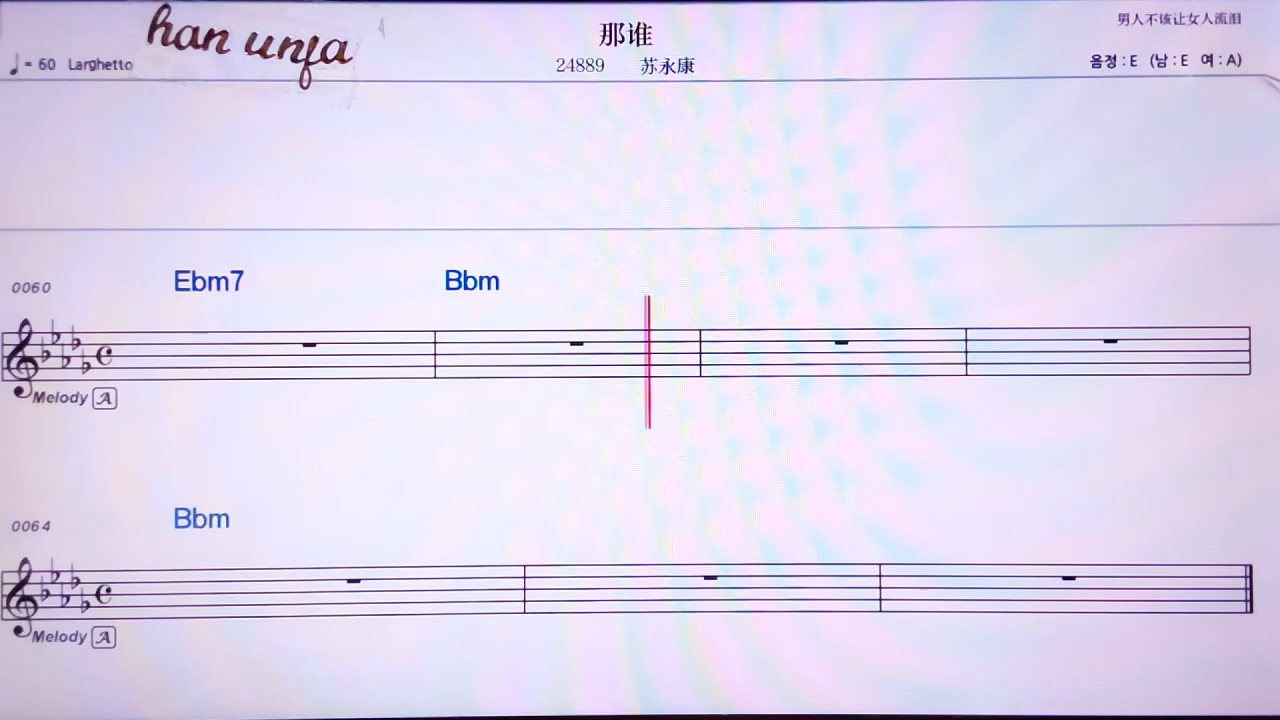 han unfa
那谁
男人不该让女人流泪
♩= 60 Larghetto
24889 苏永康
음정 : E (남 : E 여 : A)
0060 Ebm7 Bbm
Melody A
0064 Bbm
Melody A